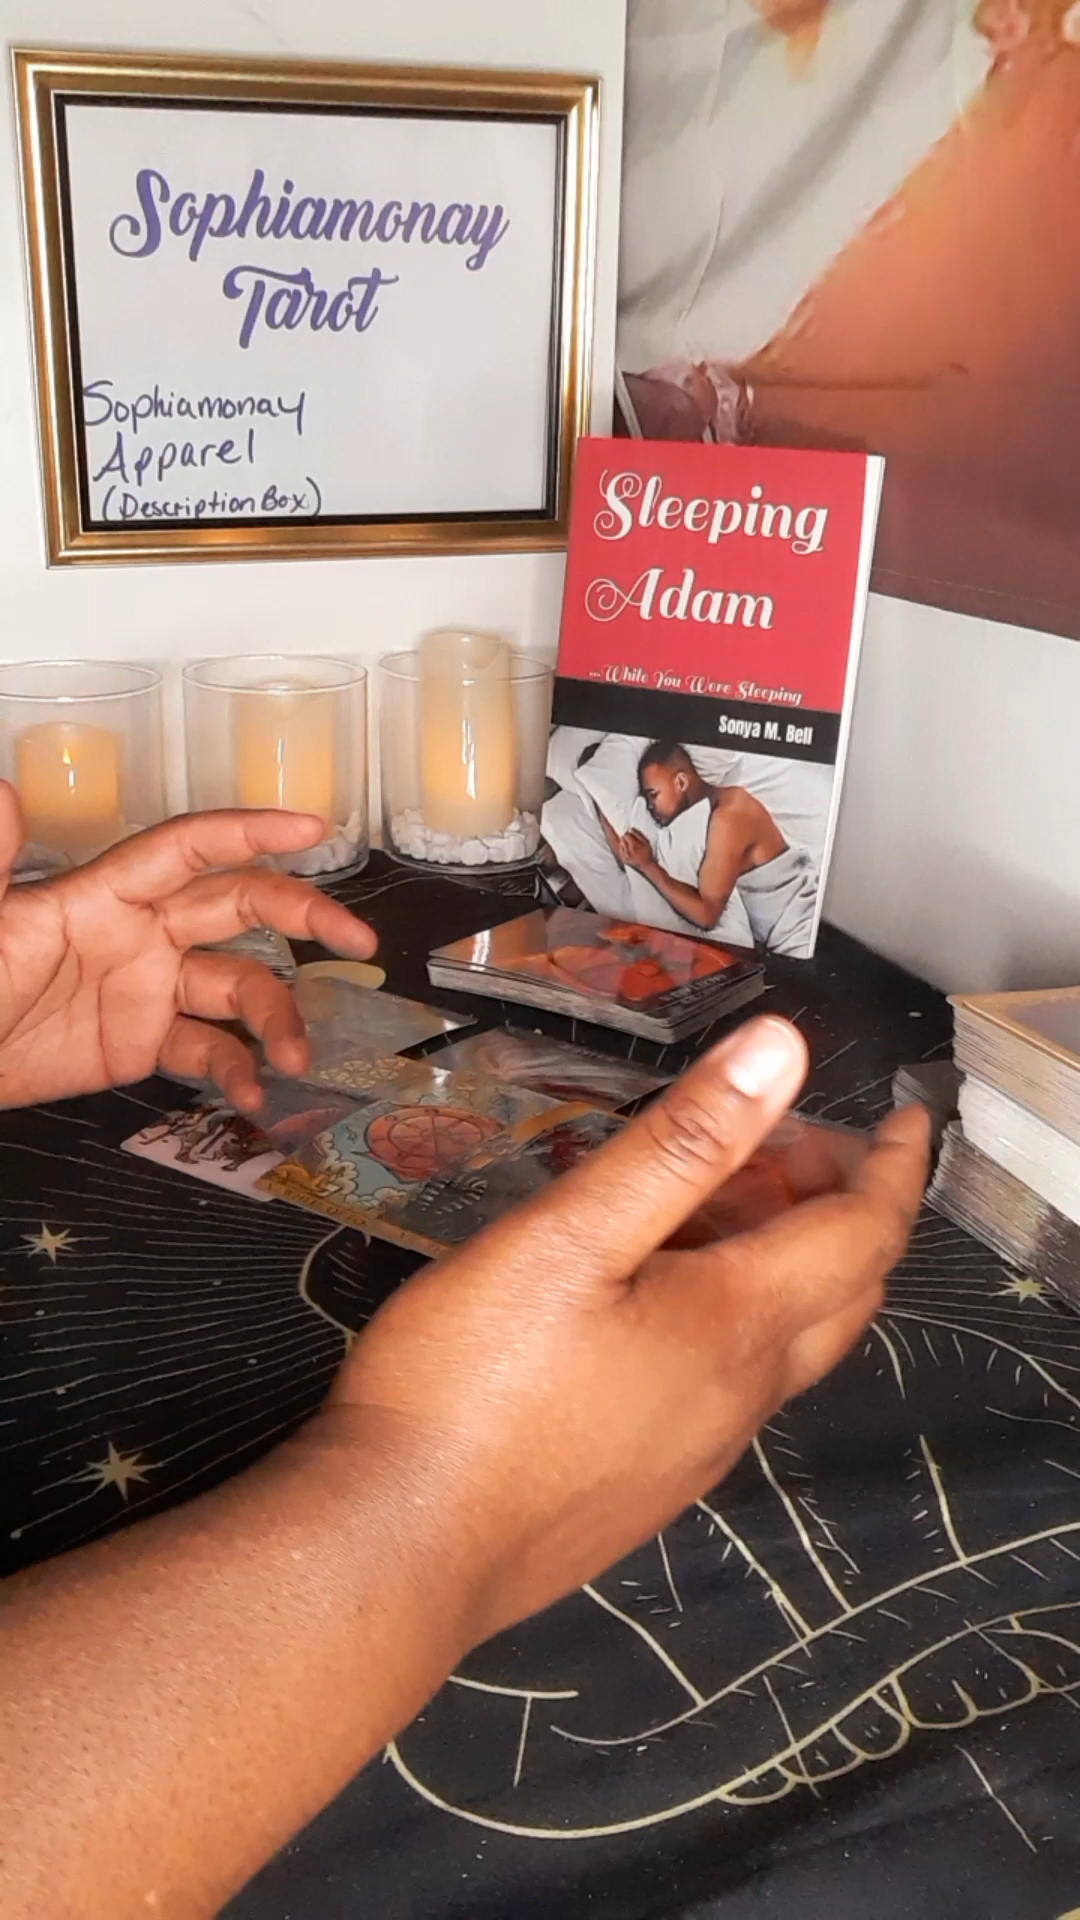 Sophiamonay
Tarot
Sophiamonay
Apparel
(Description Box)
Sleeping
Adam
...While You Were Sleeping
Sonya M. Bell